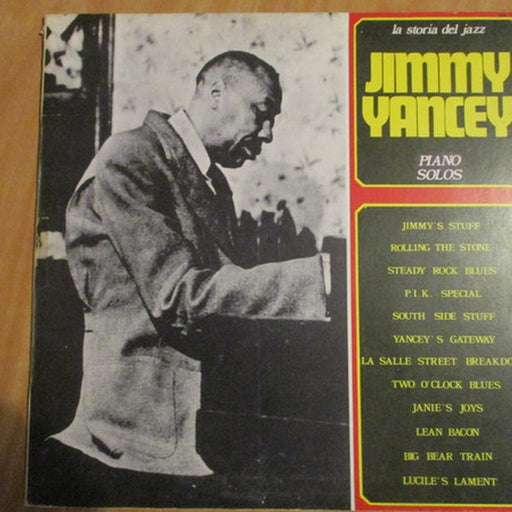 la storia del jazz
JIMMY
YANCEY
PIANO
SOLOS
JIMMY'S STUFF
ROLLING THE STONE
STEADY ROCK BLUES
P.I.K. SPECIAL
SOUTH SIDE STUFF
YANCEY'S GATEWAY
LA SALLE STREET BREAKDO
TWO O'CLOCK BLUES
JANIE'S JOYS
LEAN BACON
BIG BEAR TRAIN
LUCILE'S LAMENT